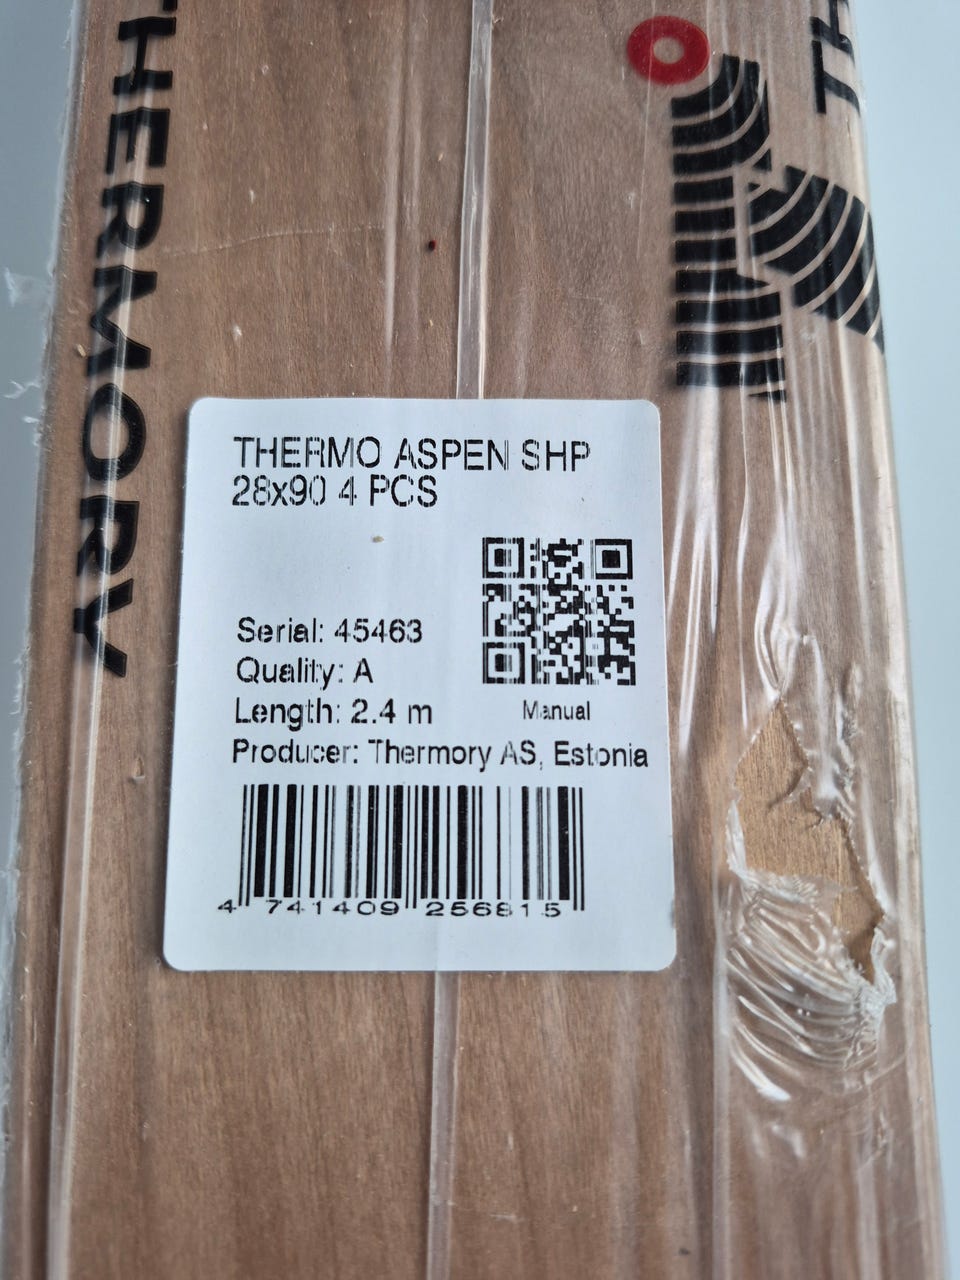 THERMORY
TH
THERMO ASPEN SHP
28x90 4 PCS
Serial: 45463
Quality: A
Length: 2.4 m
Manual
Producer: Thermory AS, Estonia
4 741409 256815